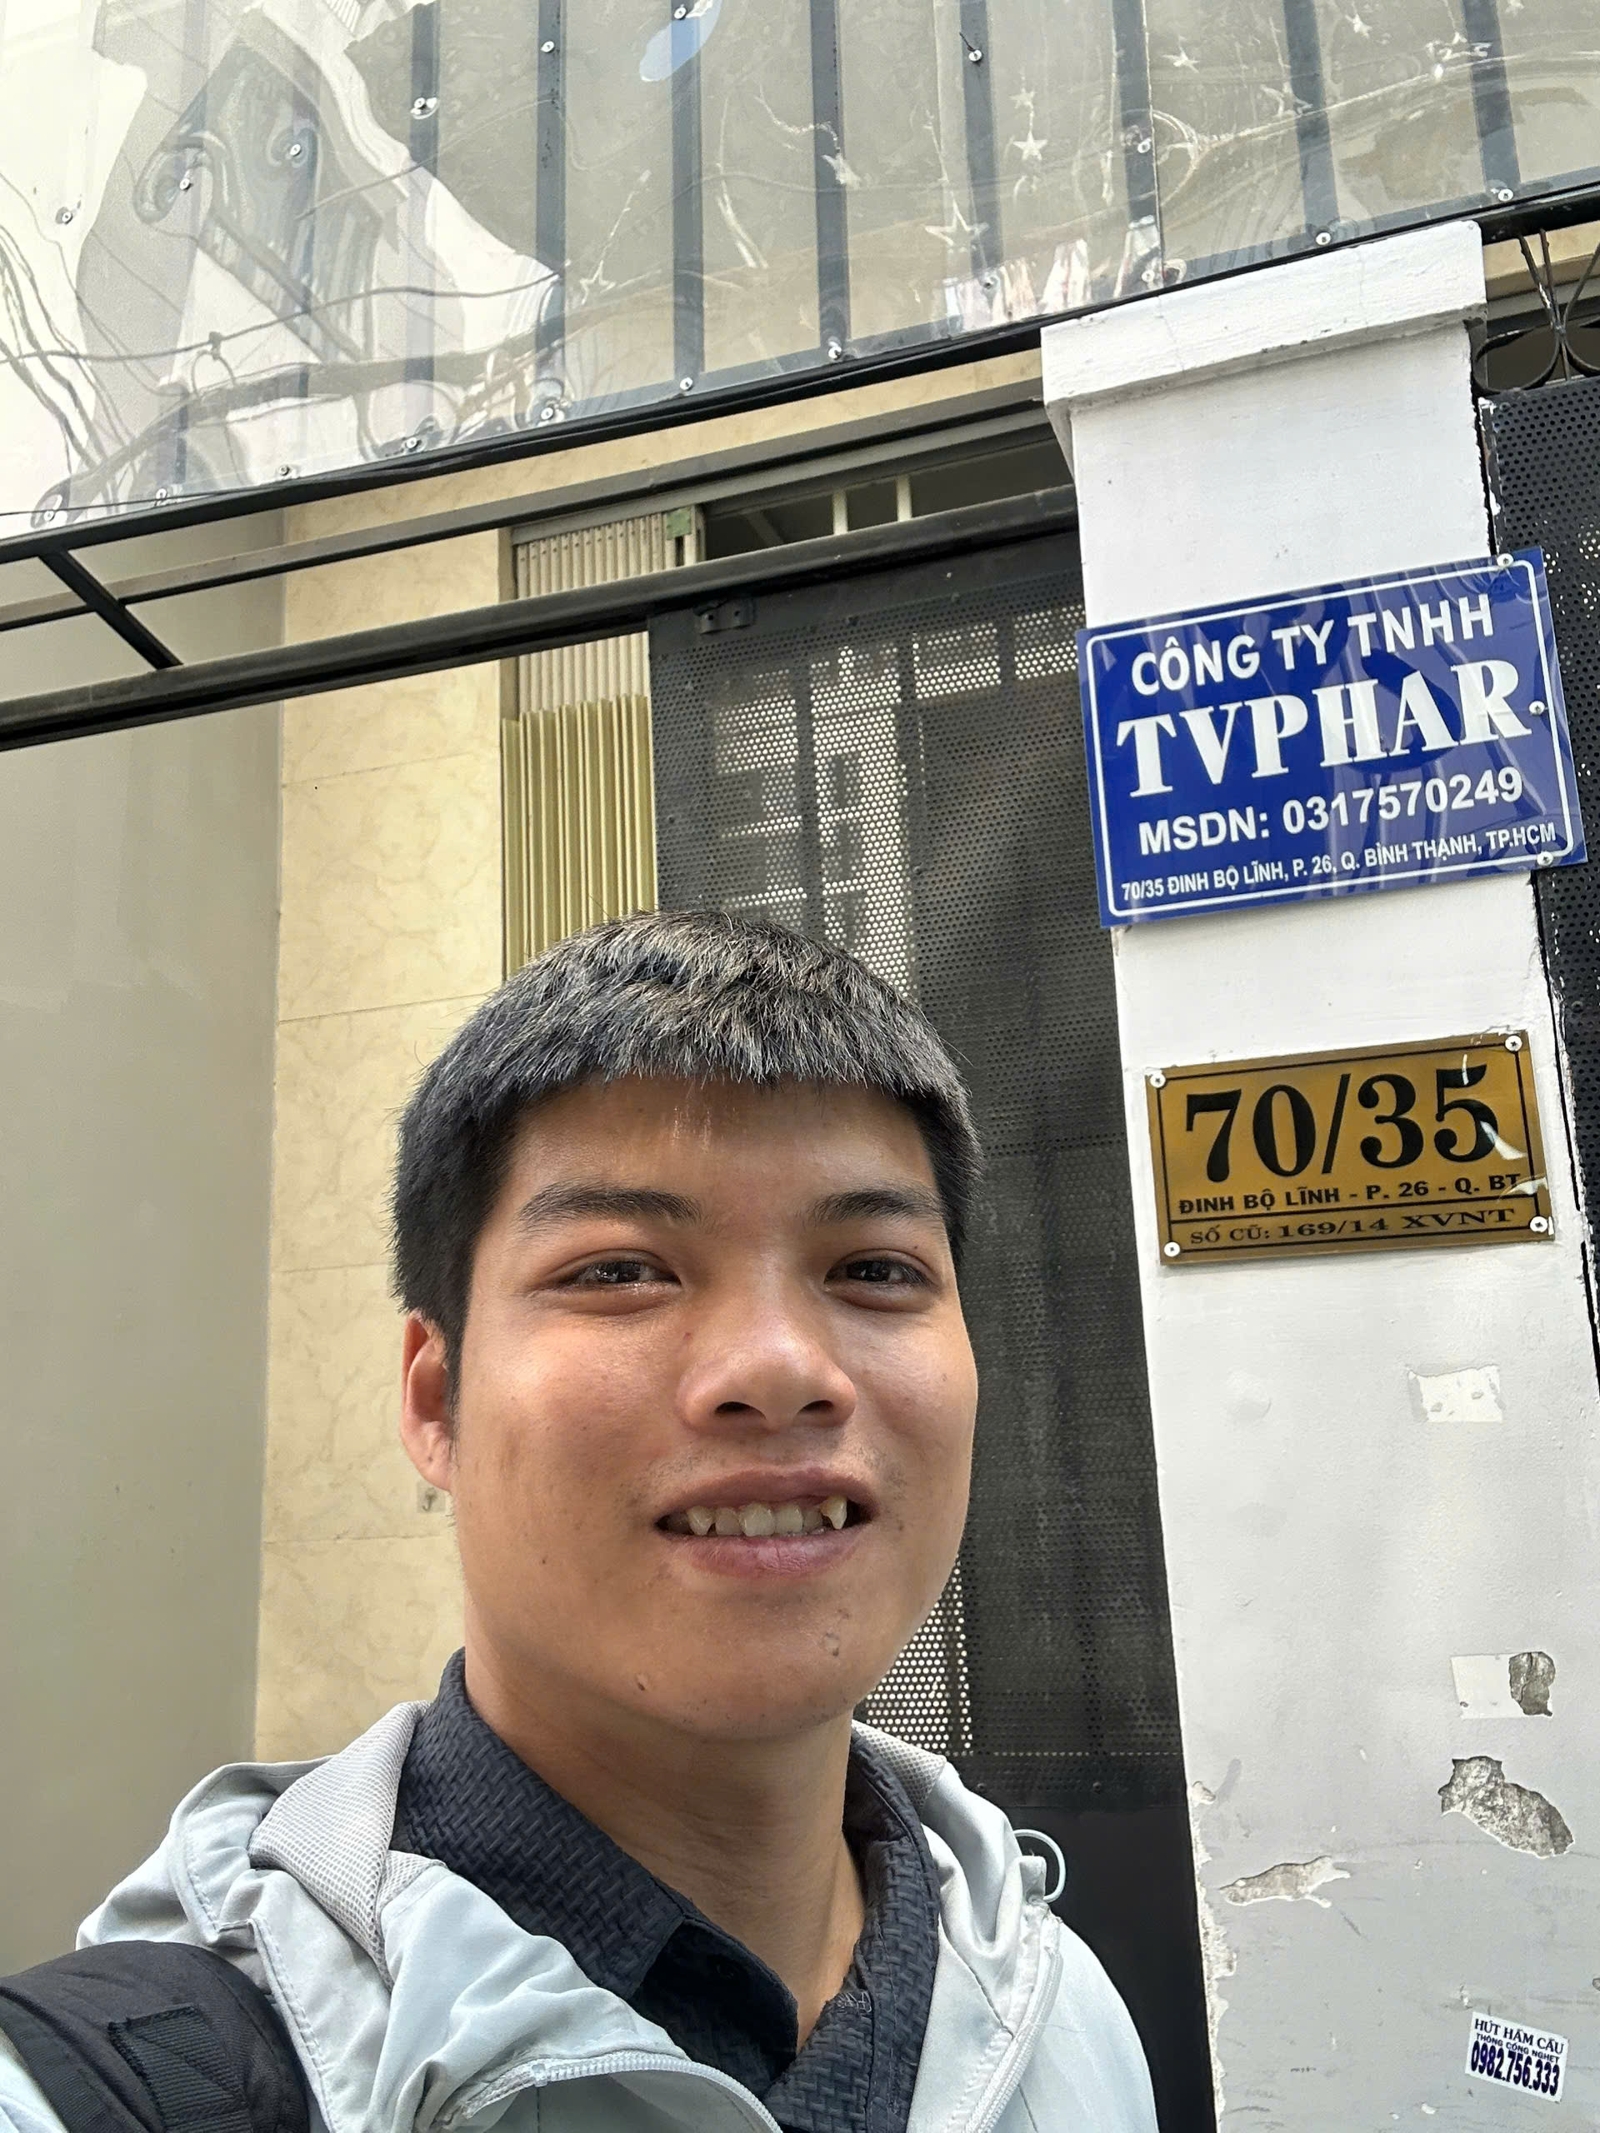 CÔNG TY TNHH
TVPHAR
MSDN: 0317570249
70/35 ĐINH BỘ LĨNH, P. 26, Q. BÌNH THẠNH, TP.HCM
70/35
ĐINH BỘ LĨNH - P. 26 - Q. BT
SỐ CŨ: 169/14 XVNT
HÚT HẦM CẦU
THÔNG CỐNG NGHẸT
0982.756.333